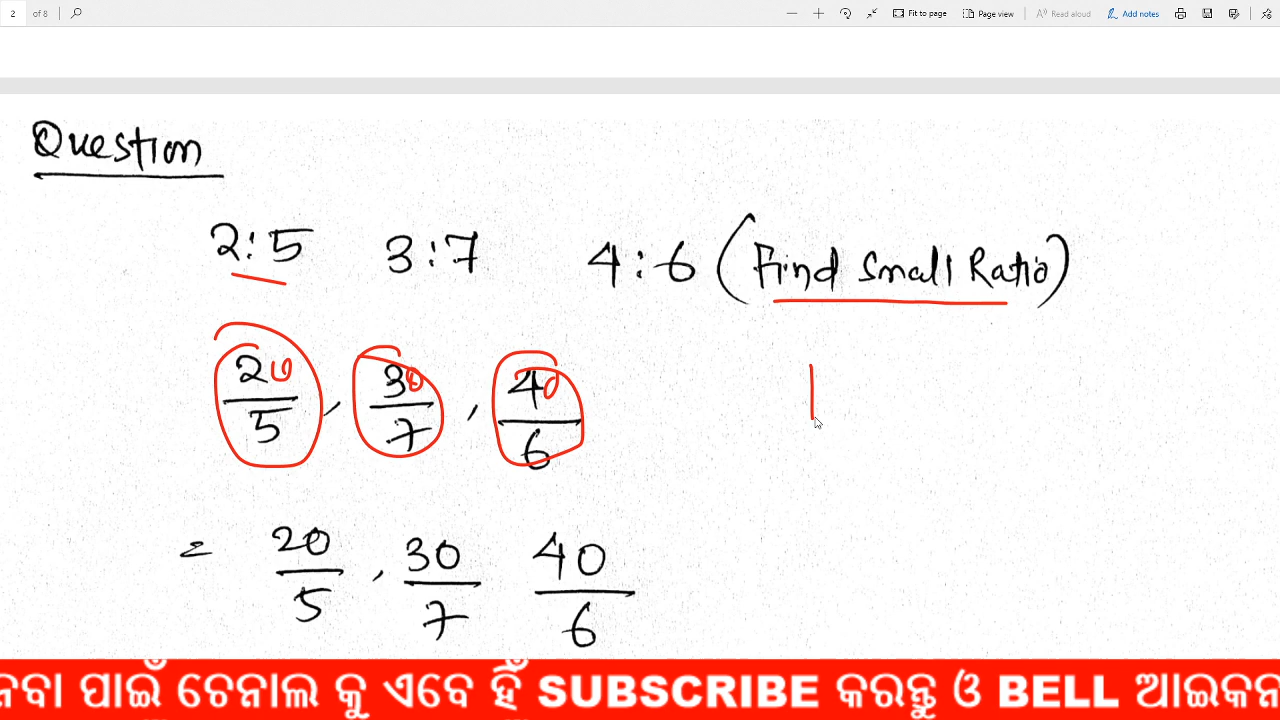 2 of 8 Fit to page Page view Read aloud Add notes
Question
2:5 3:7 4:6 (Find Small Ratio)
20/5, 30/7, 40/6
= 20/5, 30/7 40/6
ନବା ପାଇଁ ଚେନାଲ କୁ ଏବେ ହିଁ SUBSCRIBE କରନ୍ତୁ ଓ BELL ଆଇକନ